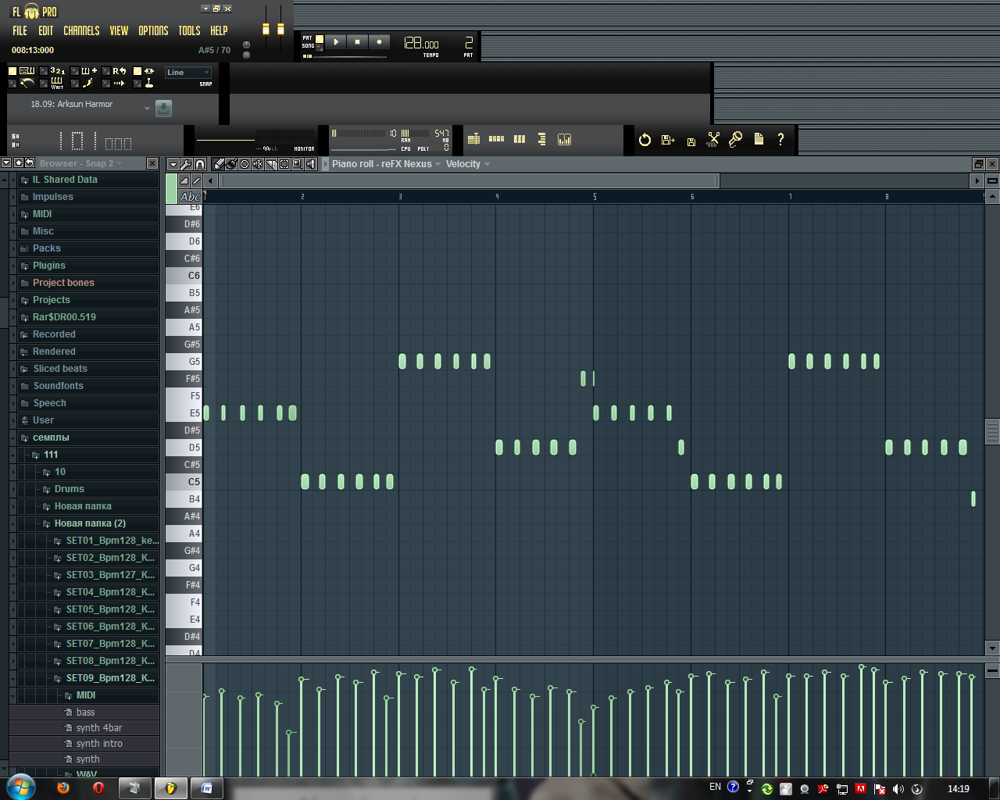 FL PRO
FILE EDIT CHANNELS VIEW OPTIONS TOOLS HELP
008:13:000
A#5 / 70
PAT
SONG
128.000
TEMPO
2
PAT
321
R
WAIT
Line
SNAP
18.09: Arksun Harmor
MONITOR
10
RAM
CPU POLY
547
MB
0
Browser - Snap 2
Piano roll - reFX Nexus
Velocity
IL Shared Data
Impulses
MIDI
Misc
Packs
Plugins
Project bones
Projects
Rar$DR00.519
Recorded
Rendered
Sliced beats
Soundfonts
Speech
User
семплы
111
10
Drums
Новая папка
Новая папка (2)
SET01_Bpm128_ke...
SET02_Bpm128_K...
SET03_Bpm127_K...
SET04_Bpm128_K...
SET05_Bpm128_K...
SET06_Bpm128_K...
SET07_Bpm128_K...
SET08_Bpm128_K...
SET09_Bpm128_K...
MIDI
bass
synth 4bar
synth intro
synth
WAV
Abc
1 2 3 4 5 6 7 8
E6
D#6
D6
C#6
C6
B5
A#5
A5
G#5
G5
F#5
F5
E5
D#5
D5
C#5
C5
B4
A#4
A4
G#4
G4
F#4
F4
E4
D#4
D4
EN
14:19